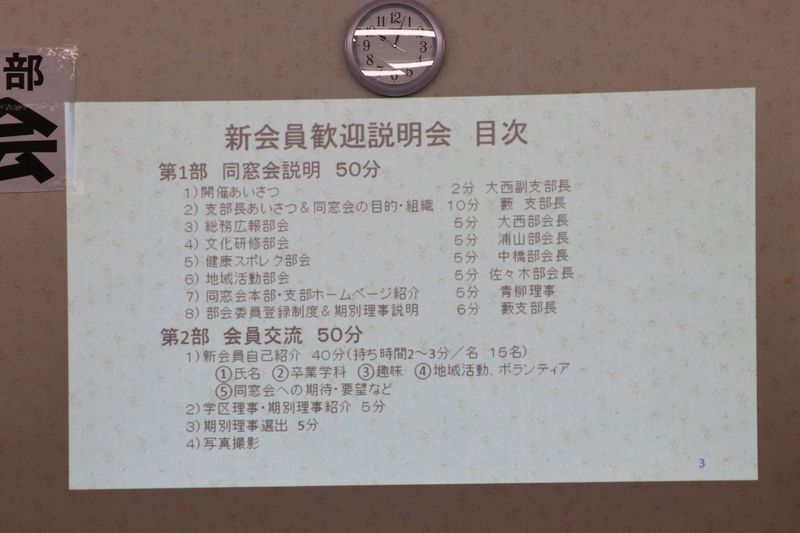 部
会
新会員歓迎説明会 目次
第1部 同窓会説明 50分
1)開催あいさつ 2分 大西副支部長
2) 支部長あいさつ&同窓会の目的・組織 10分 藪 支部長
3) 総務広報部会 5分 大西部会長
4) 文化研修部会 5分 浦山部会長
5) 健康スポレク部会 5分 中橋部会長
6) 地域活動部会 5分 佐々木部会長
7) 同窓会本部・支部ホームページ紹介 5分 青柳理事
8) 部会委員登録制度&期別理事説明 6分 藪支部長
第2部 会員交流 50分
1)新会員自己紹介 40分(持ち時間2～3分/名 15名)
①氏名 ②卒業学科 ③趣味 ④地域活動、ボランティア
⑤同窓会への期待・要望など
2)学区理事・期別理事紹介 5分
3)期別理事選出 5分
4)写真撮影
3